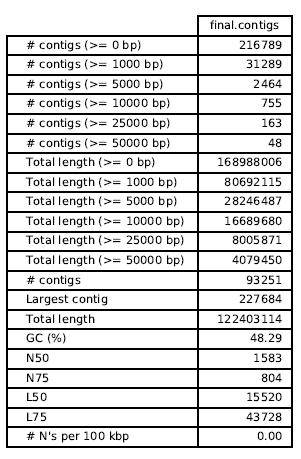 final.contigs
# contigs (>= 0 bp) 216789
# contigs (>= 1000 bp) 31289
# contigs (>= 5000 bp) 2464
# contigs (>= 10000 bp) 755
# contigs (>= 25000 bp) 163
# contigs (>= 50000 bp) 48
Total length (>= 0 bp) 168988006
Total length (>= 1000 bp) 80692115
Total length (>= 5000 bp) 28246487
Total length (>= 10000 bp) 16689680
Total length (>= 25000 bp) 8005871
Total length (>= 50000 bp) 4079450
# contigs 93251
Largest contig 227684
Total length 122403114
GC (%) 48.29
N50 1583
N75 804
L50 15520
L75 43728
# N's per 100 kbp 0.00